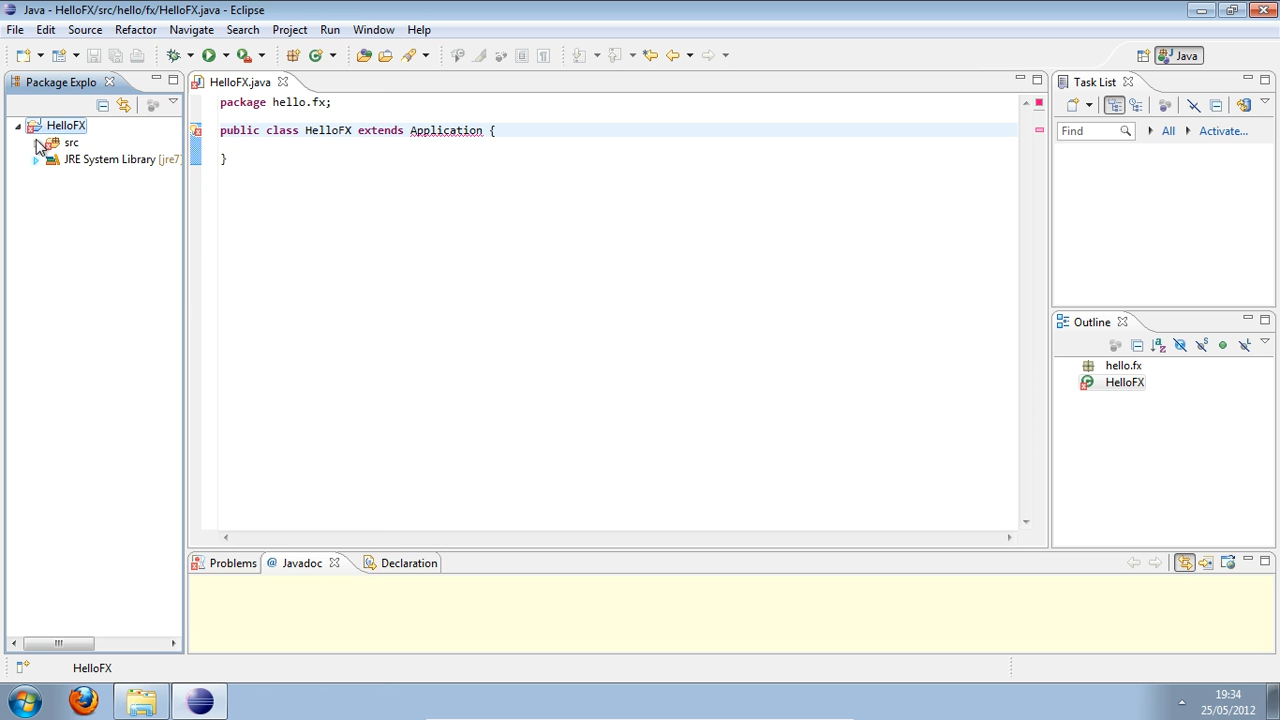 Java - HelloFX/src/hello/fx/HelloFX.java - Eclipse
File Edit Source Refactor Navigate Search Project Run Window Help
Java
Package Explo
HelloFX
src
JRE System Library [jre7]
HelloFX.java
package hello.fx;
public class HelloFX extends Application {
}
Task List
Find All Activate...
Outline
hello.fx
HelloFX
Problems @ Javadoc Declaration
HelloFX
19:34
25/05/2012